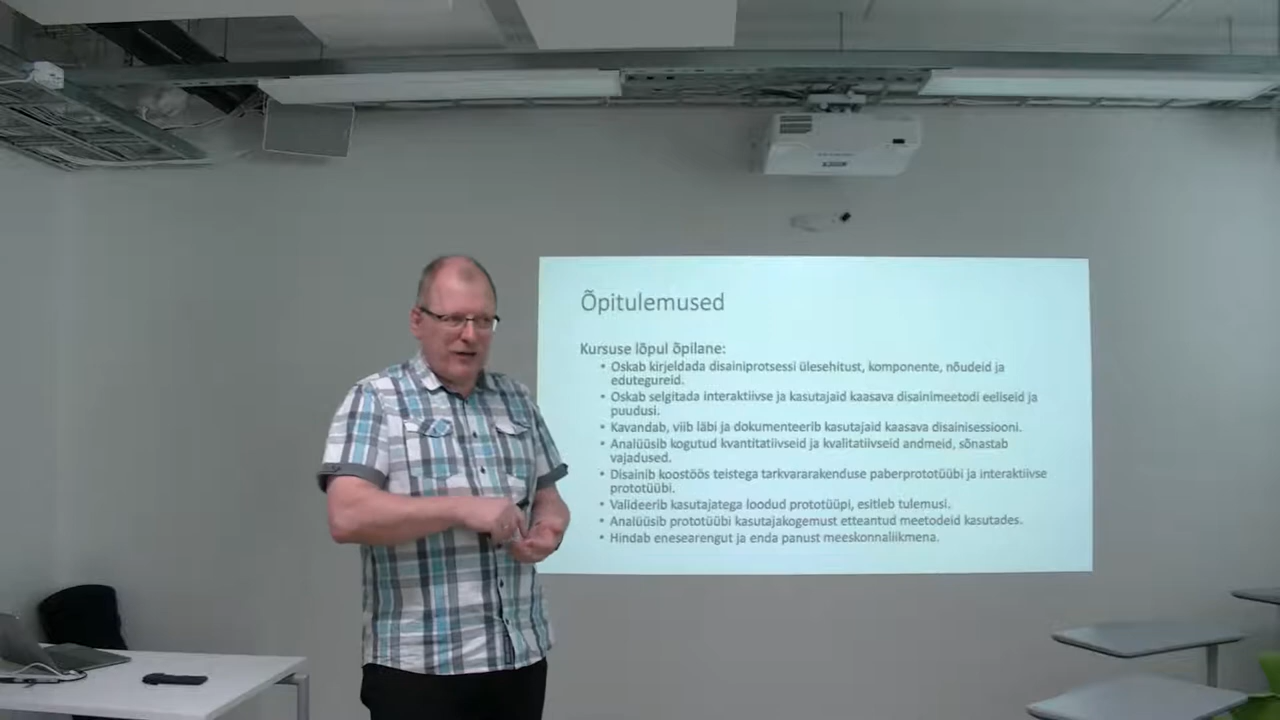 Õpitulemused
Kursuse lõpul õpilane:
• Oskab kirjeldada disainiprotsessi ülesehitust, komponente, nõudeid ja
edutegureid.
• Oskab selgitada interaktiivse ja kasutajaid kaasava disainimeetodi eeliseid ja
puudusi.
• Kavandab, viib läbi ja dokumenteerib kasutajaid kaasava disainisessiooni.
• Analüüsib kogutud kvantitatiivseid ja kvalitatiivseid andmeid, sõnastab
vajadused.
• Disainib koostöös teistega tarkvararakenduse paberprototüübi ja interaktiivse
prototüübi.
• Valideerib kasutajatega loodud prototüüpi, esitleb tulemusi.
• Analüüsib prototüübi kasutajakogemust etteantud meetodeid kasutades.
• Hindab enesearengut ja enda panust meeskonnaliikmena.